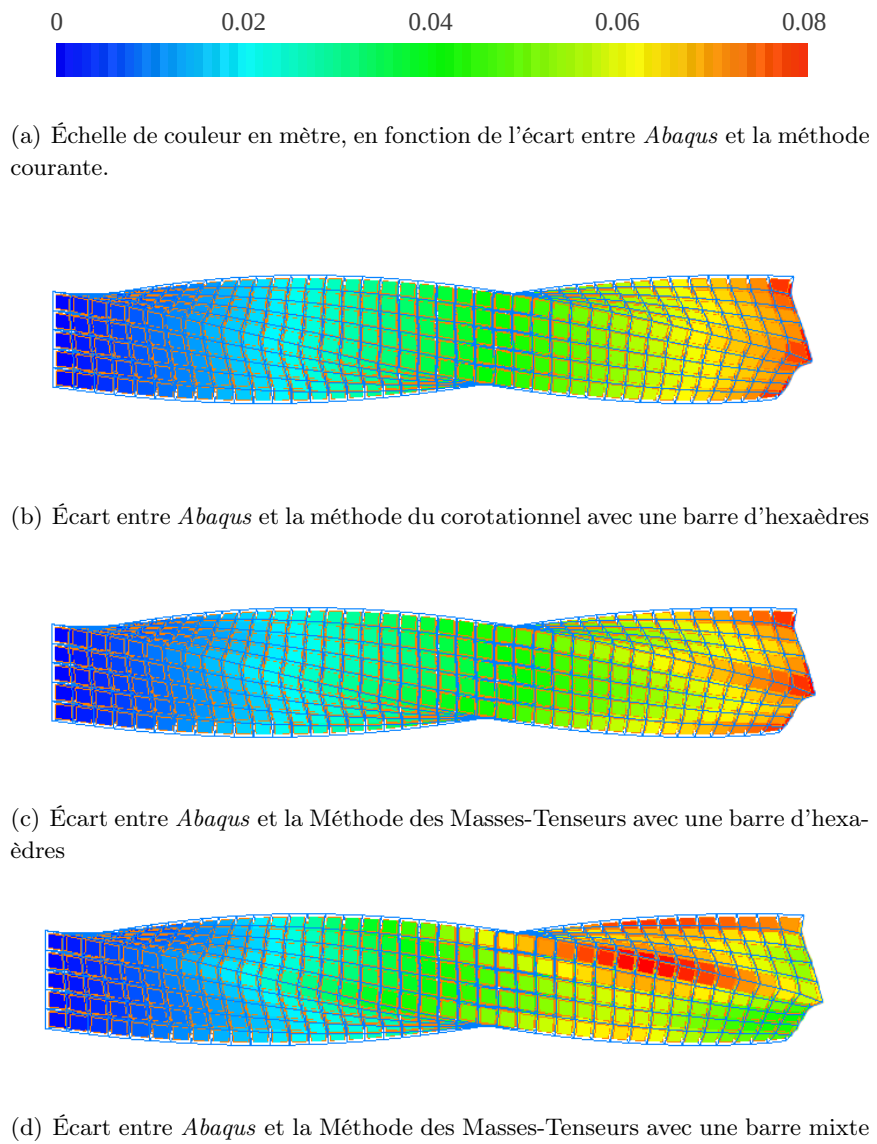 0 0.02 0.04 0.06 0.08
(a) Échelle de couleur en mètre, en fonction de l'écart entre Abaqus et la méthode
courante.
(b) Écart entre Abaqus et la méthode du corotationnel avec une barre d'hexaèdres
(c) Écart entre Abaqus et la Méthode des Masses-Tenseurs avec une barre d'hexa-
èdres
(d) Écart entre Abaqus et la Méthode des Masses-Tenseurs avec une barre mixte